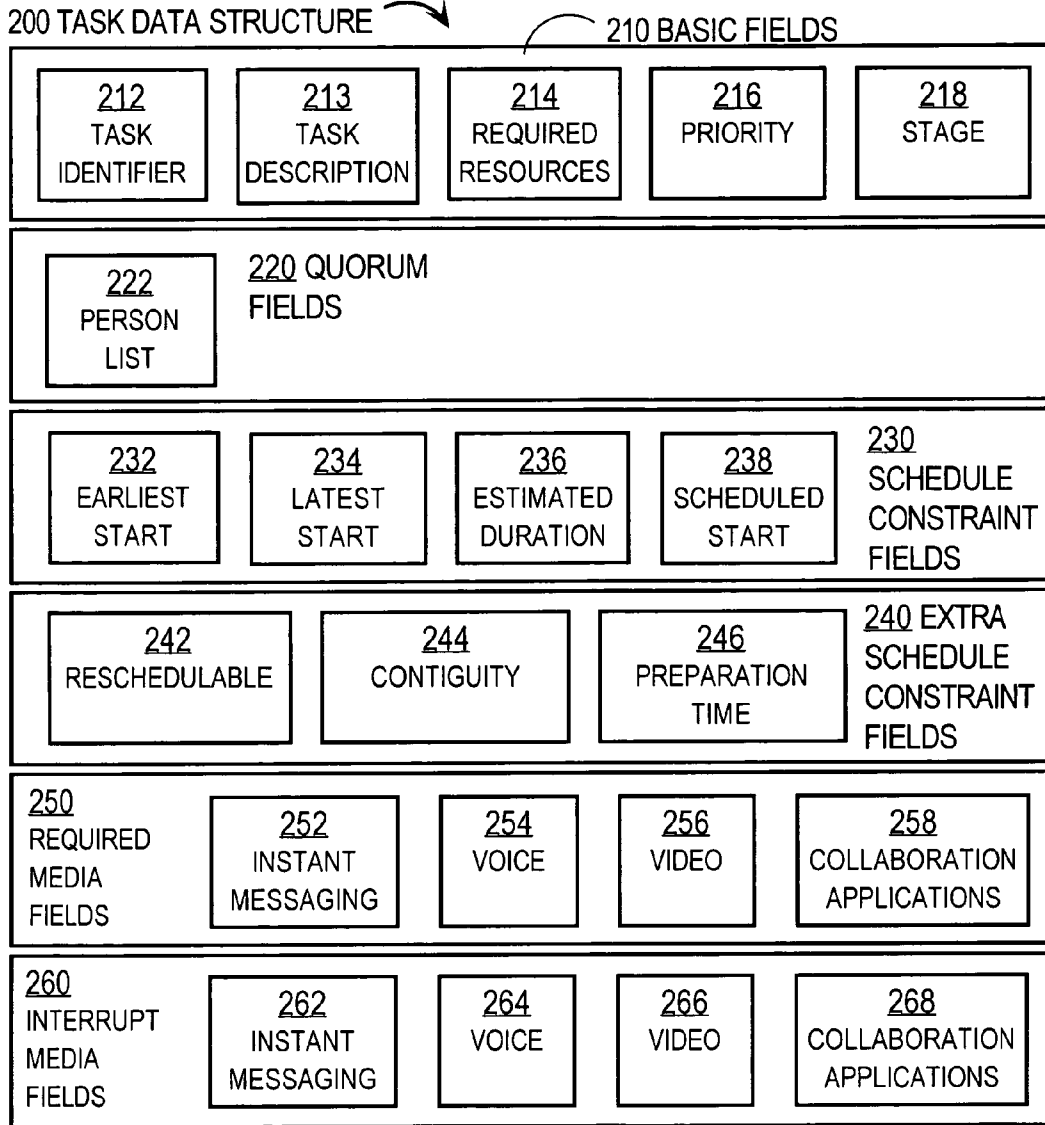 200 TASK DATA STRUCTURE
210 BASIC FIELDS
212
TASK
IDENTIFIER
213
TASK
DESCRIPTION
214
REQUIRED
RESOURCES
216
PRIORITY
218
STAGE
222
PERSON
LIST
220 QUORUM
FIELDS
232
EARLIEST
START
234
LATEST
START
236
ESTIMATED
DURATION
238
SCHEDULED
START
230
SCHEDULE
CONSTRAINT
FIELDS
242
RESCHEDULABLE
244
CONTIGUITY
246
PREPARATION
TIME
240 EXTRA
SCHEDULE
CONSTRAINT
FIELDS
250
REQUIRED
MEDIA
FIELDS
252
INSTANT
MESSAGING
254
VOICE
256
VIDEO
258
COLLABORATION
APPLICATIONS
260
INTERRUPT
MEDIA
FIELDS
262
INSTANT
MESSAGING
264
VOICE
266
VIDEO
268
COLLABORATION
APPLICATIONS